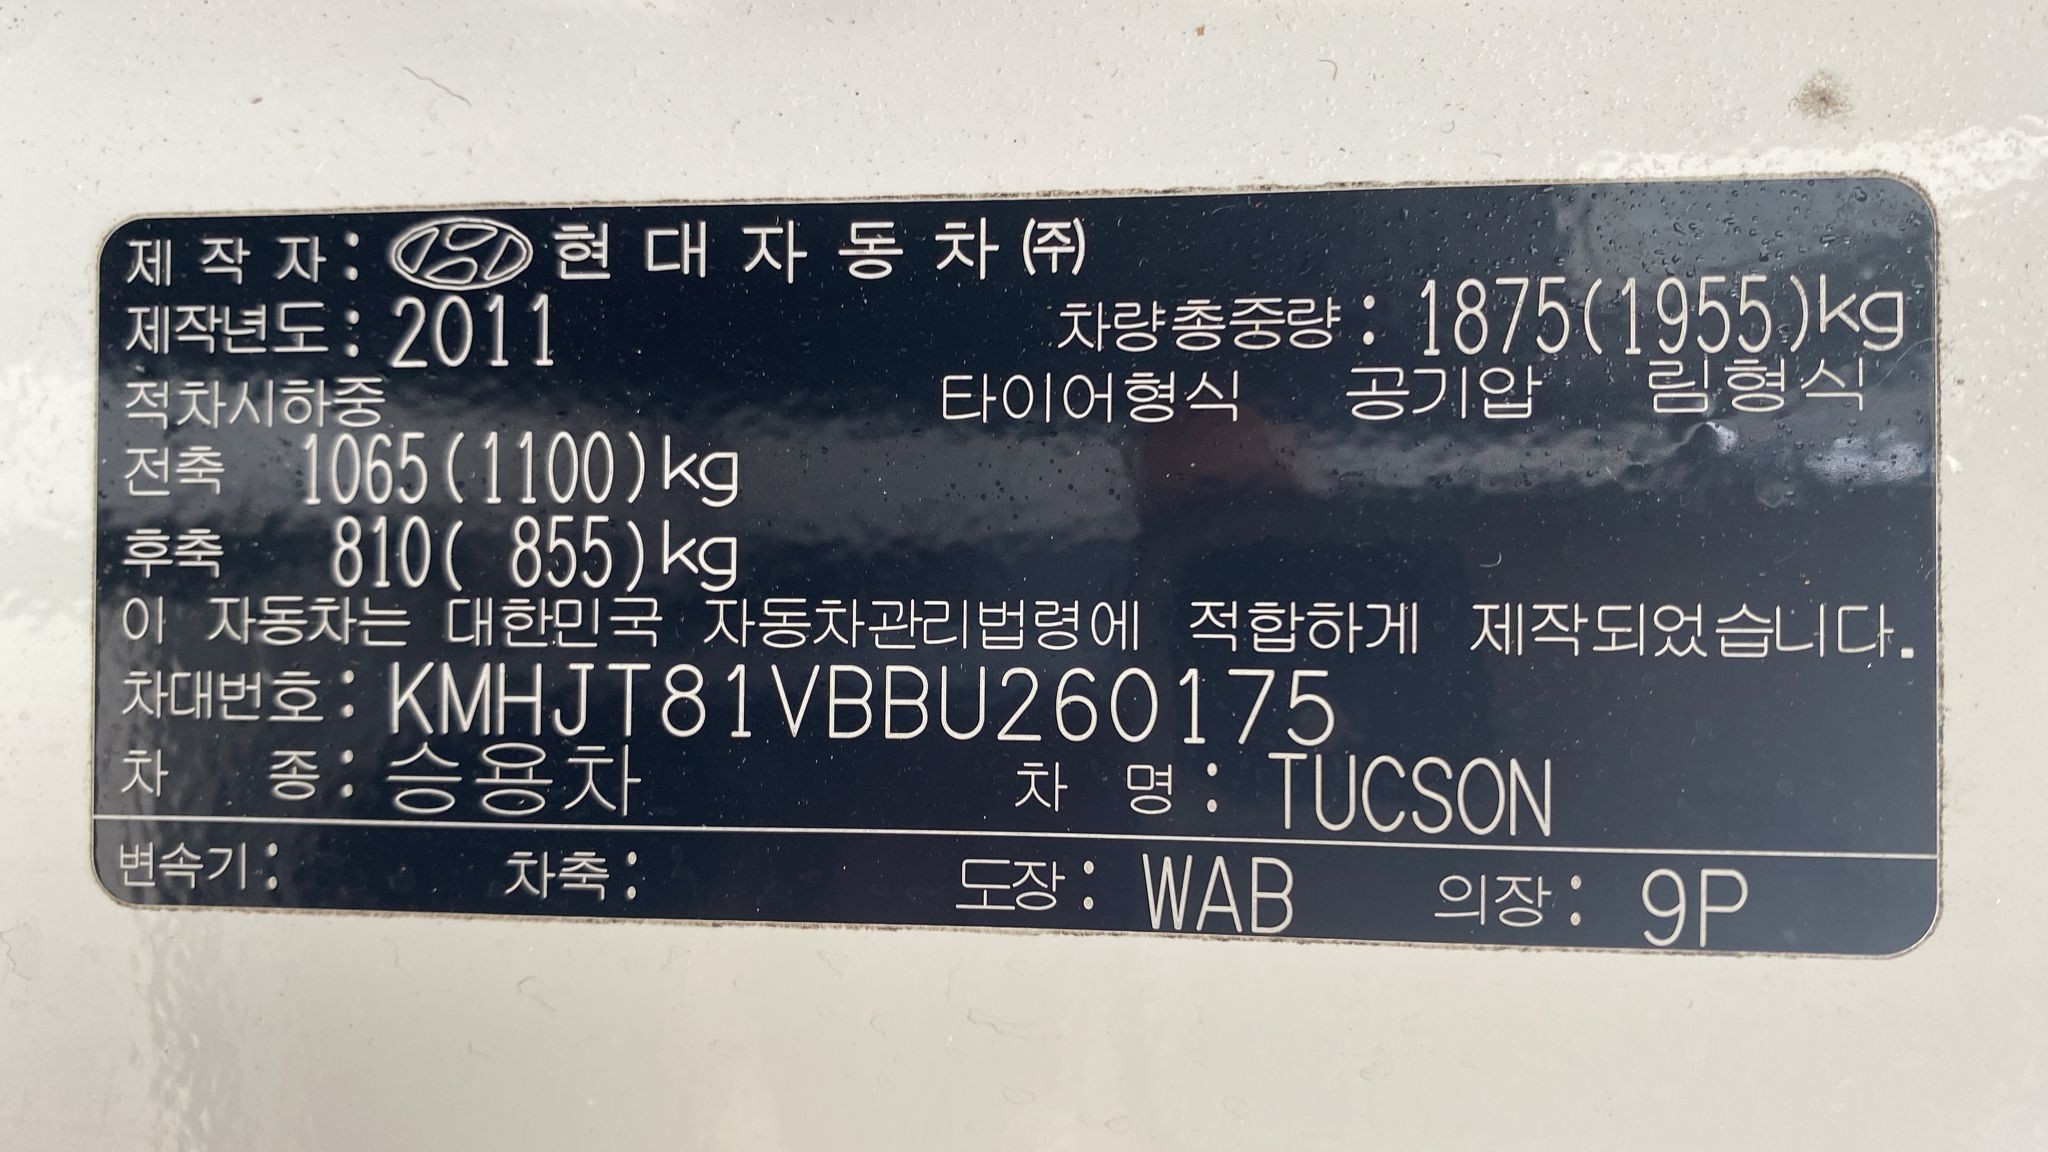 제 작 자 : 현 대 자 동 차 ㈜
제작년도 : 2011 차량총중량 : 1875(1955)kg
적차시하중 타이어형식 공기압 림형식
전축 1065(1100)kg
후축 810( 855)kg
이 자동차는 대한민국 자동차관리법령에 적합하게 제작되었습니다.
차대번호 : KMHJT81VBBU260175
차 종 : 승용차 차 명 : TUCSON
변속기 : 차축 : 도장 : WAB 의장 : 9P